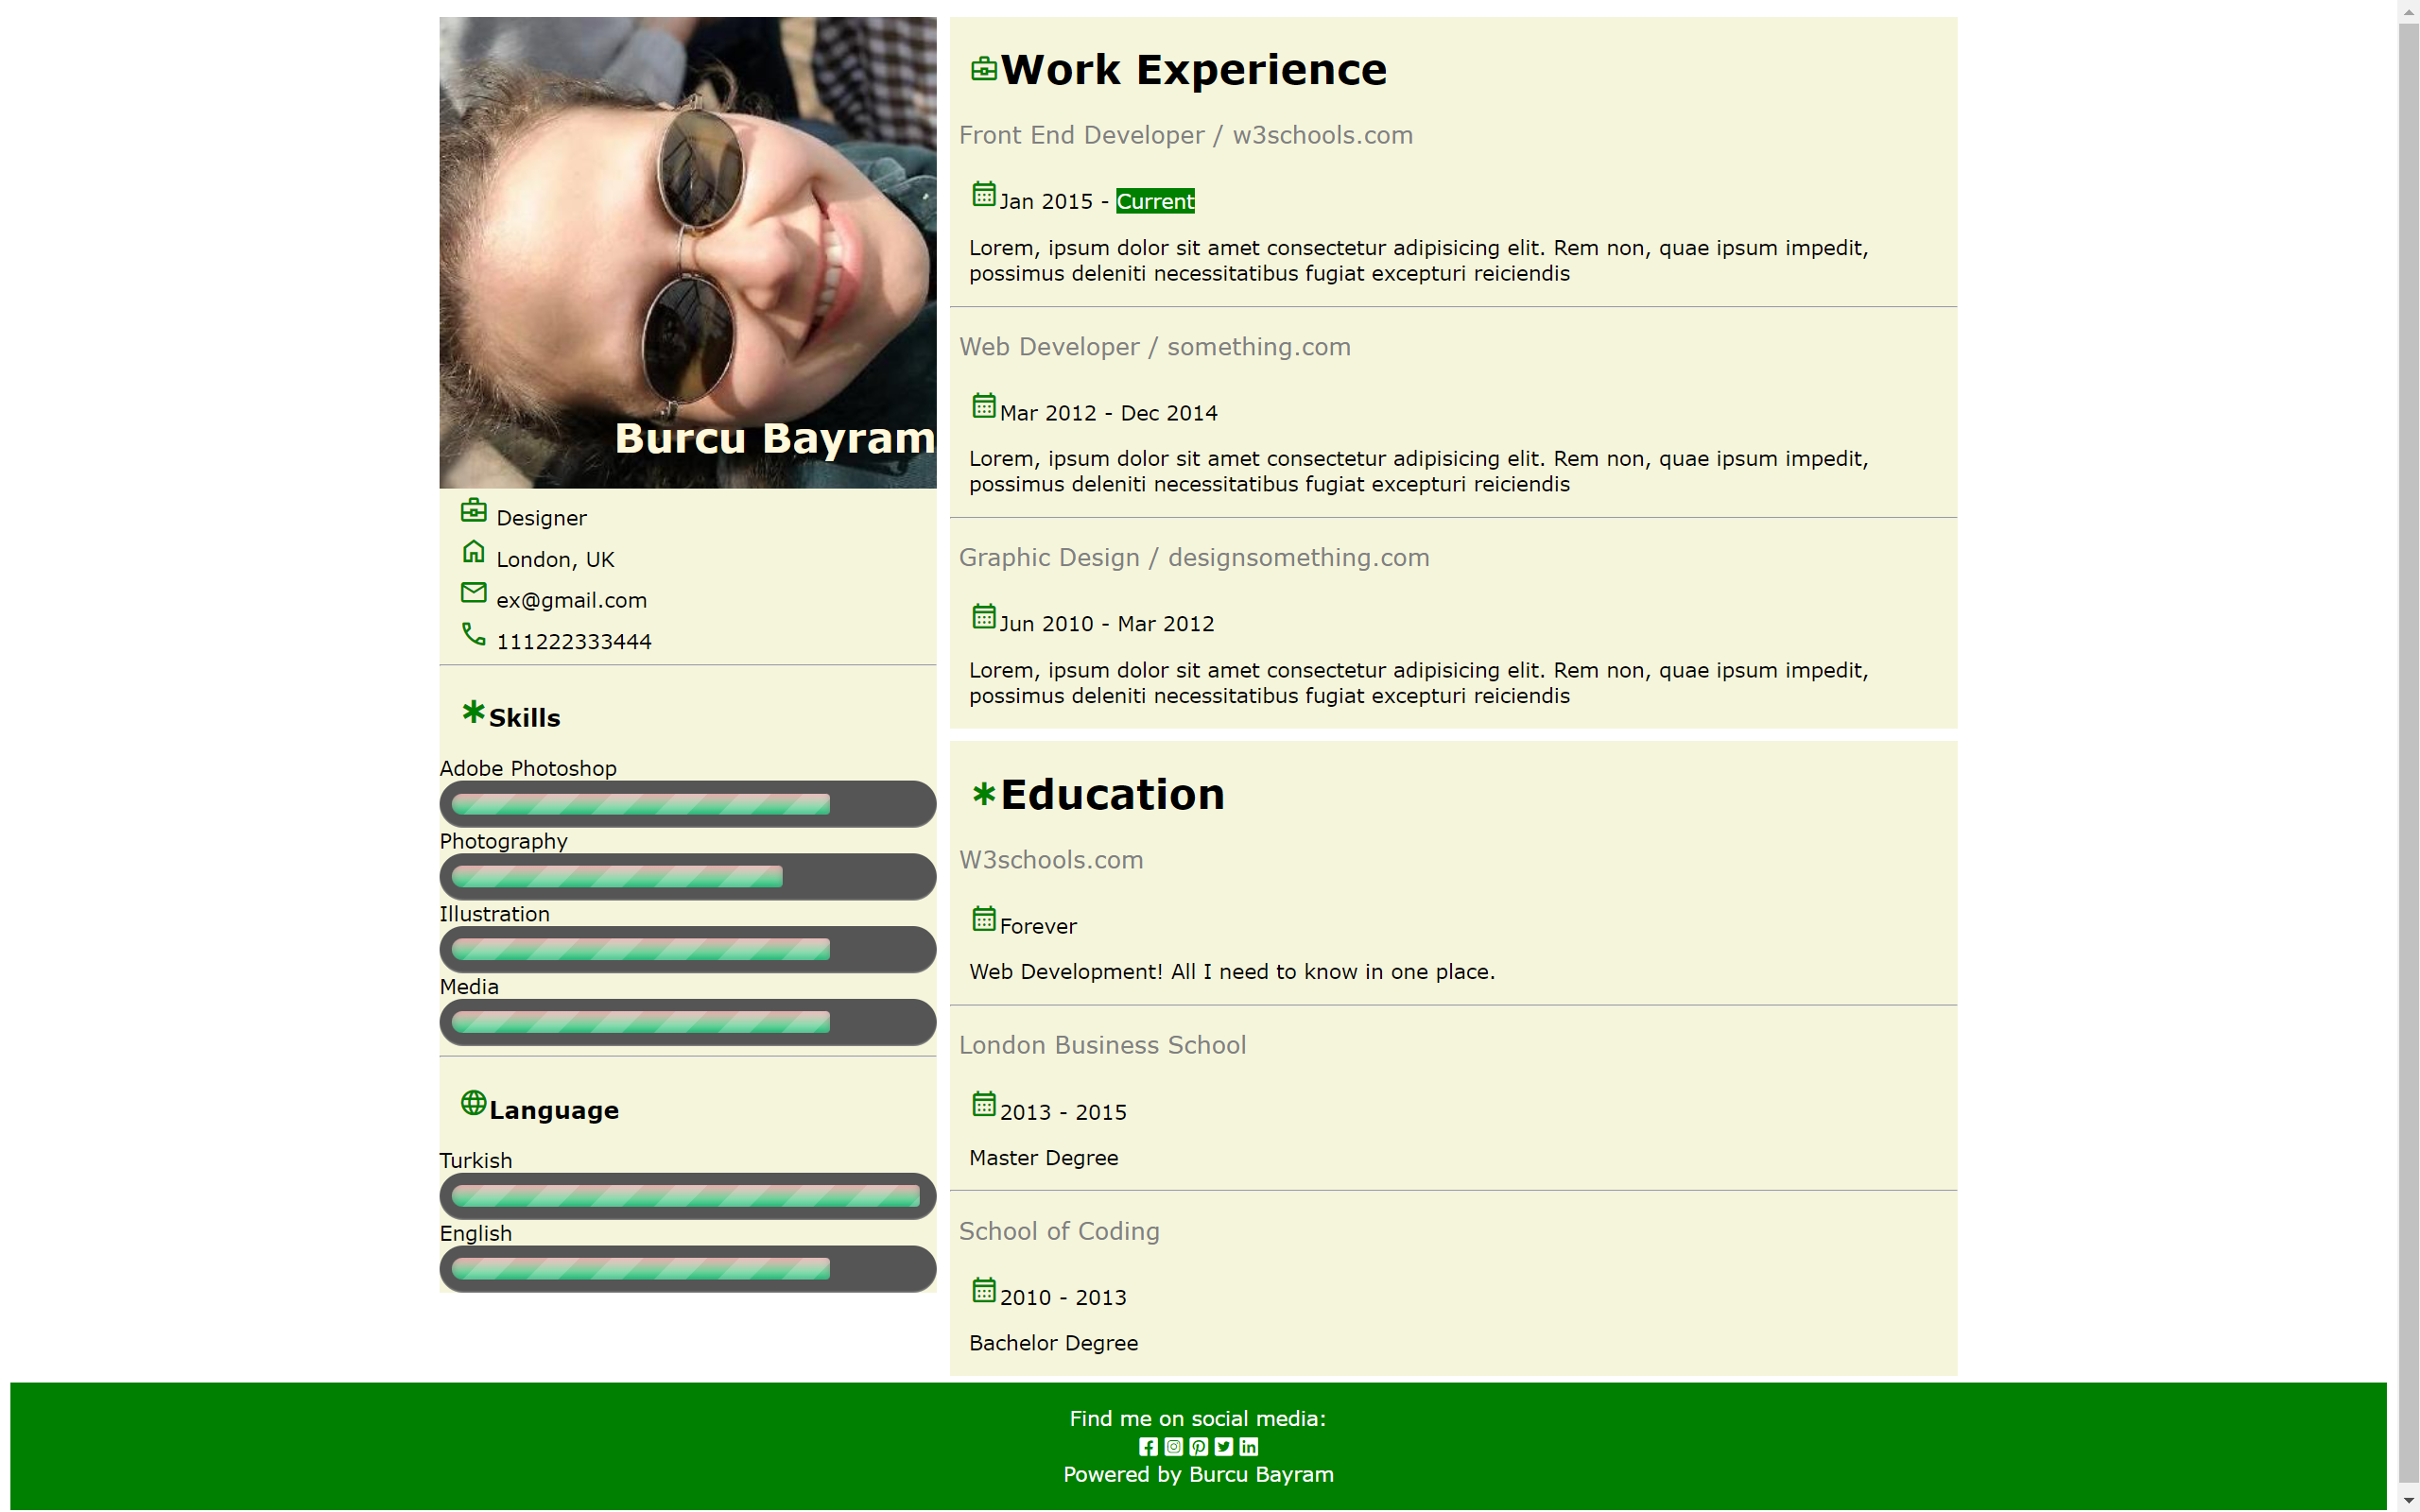 Burcu Bayram
Designer
London, UK
ex@gmail.com
111222333444
Skills
Adobe Photoshop
Photography
Illustration
Media
Language
Turkish
English
Work Experience
Front End Developer / w3schools.com
Jan 2015 - Current
Lorem, ipsum dolor sit amet consectetur adipisicing elit. Rem non, quae ipsum impedit,
possimus deleniti necessitatibus fugiat excepturi reiciendis
Web Developer / something.com
Mar 2012 - Dec 2014
Lorem, ipsum dolor sit amet consectetur adipisicing elit. Rem non, quae ipsum impedit,
possimus deleniti necessitatibus fugiat excepturi reiciendis
Graphic Design / designsomething.com
Jun 2010 - Mar 2012
Lorem, ipsum dolor sit amet consectetur adipisicing elit. Rem non, quae ipsum impedit,
possimus deleniti necessitatibus fugiat excepturi reiciendis
Education
W3schools.com
Forever
Web Development! All I need to know in one place.
London Business School
2013 - 2015
Master Degree
School of Coding
2010 - 2013
Bachelor Degree
Find me on social media:
Powered by Burcu Bayram